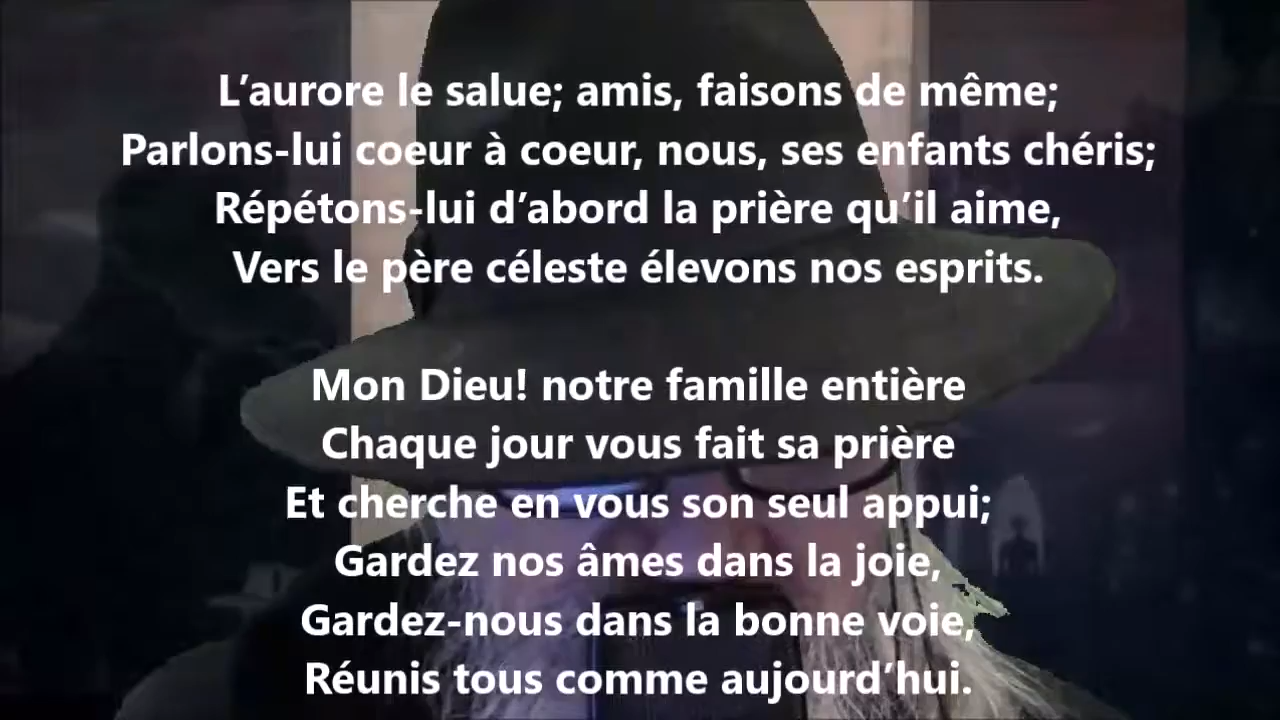 L’aurore le salue; amis, faisons de même;
Parlons-lui coeur à coeur, nous, ses enfants chéris;
Répétons-lui d’abord la prière qu’il aime,
Vers le père céleste élevons nos esprits.
Mon Dieu! notre famille entière
Chaque jour vous fait sa prière
Et cherche en vous son seul appui;
Gardez nos âmes dans la joie,
Gardez-nous dans la bonne voie,
Réunis tous comme aujourd’hui.